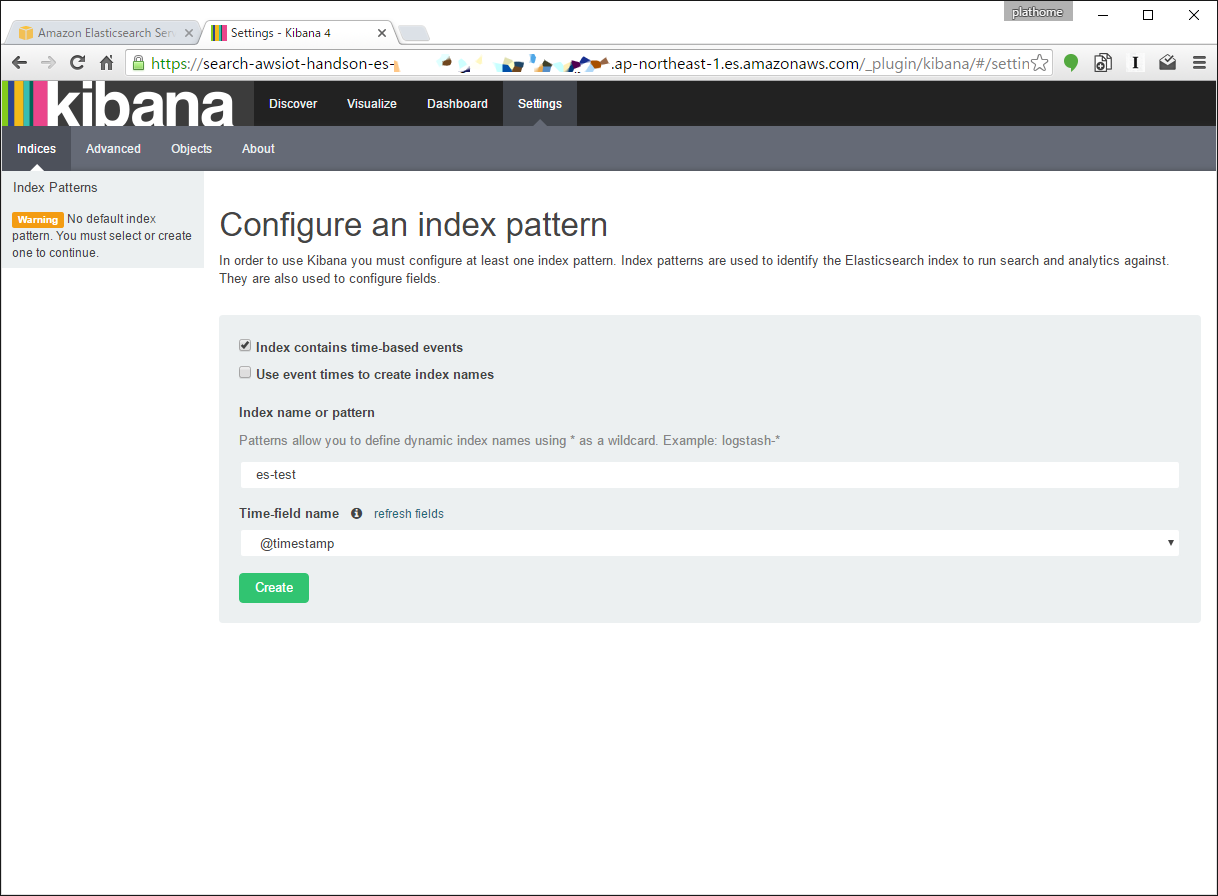 plathome
Amazon Elasticsearch Ser
Settings - Kibana 4
https://search-awsiot-handson-es- .ap-northeast-1.es.amazonaws.com/_plugin/kibana/#/settin
kibana
Discover
Visualize
Dashboard
Settings
Indices
Advanced
Objects
About
Index Patterns
Warning No default index
pattern. You must select or create
one to continue.
Configure an index pattern
In order to use Kibana you must configure at least one index pattern. Index patterns are used to identify the Elasticsearch index to run search and analytics against.
They are also used to configure fields.
Index contains time-based events
Use event times to create index names
Index name or pattern
Patterns allow you to define dynamic index names using * as a wildcard. Example: logstash-*
es-test
Time-field name refresh fields
@timestamp
Create